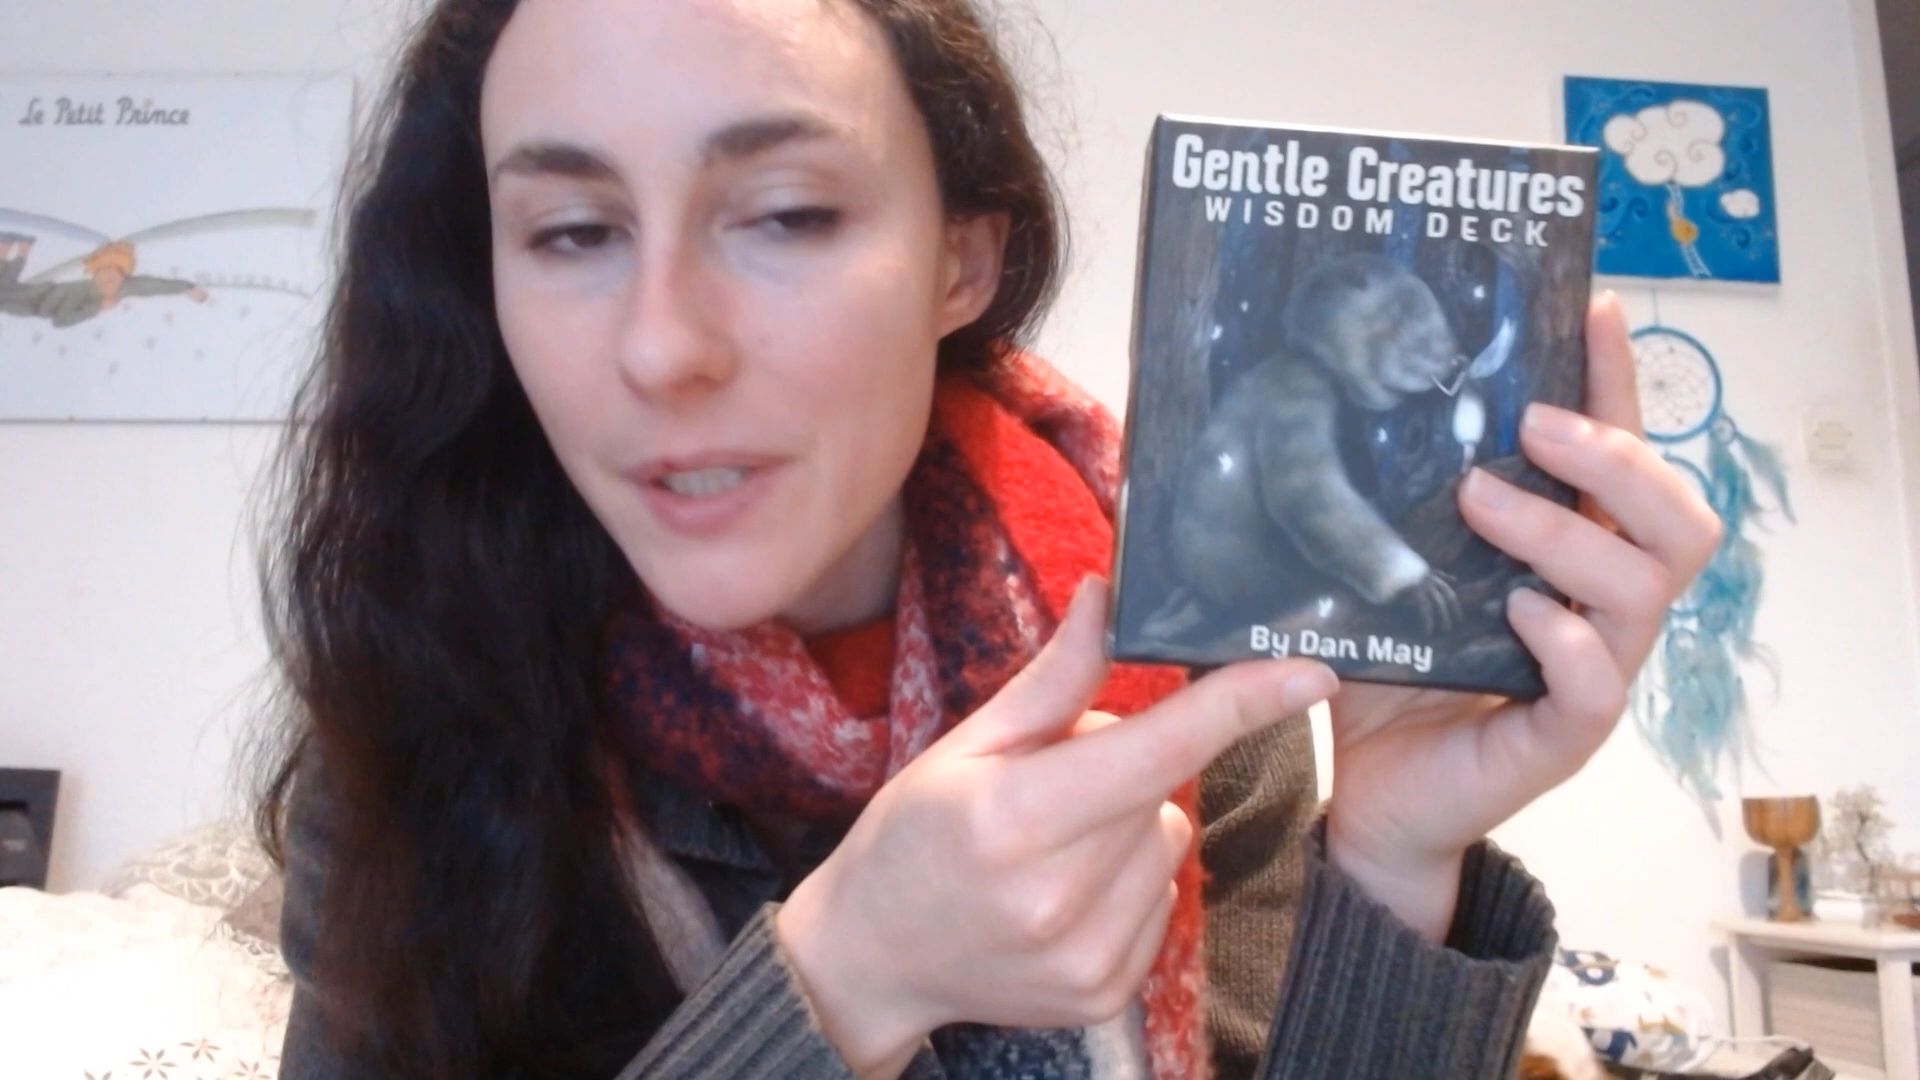 Le Petit Prince
Gentle Creatures
WISDOM DECK
By Dan May